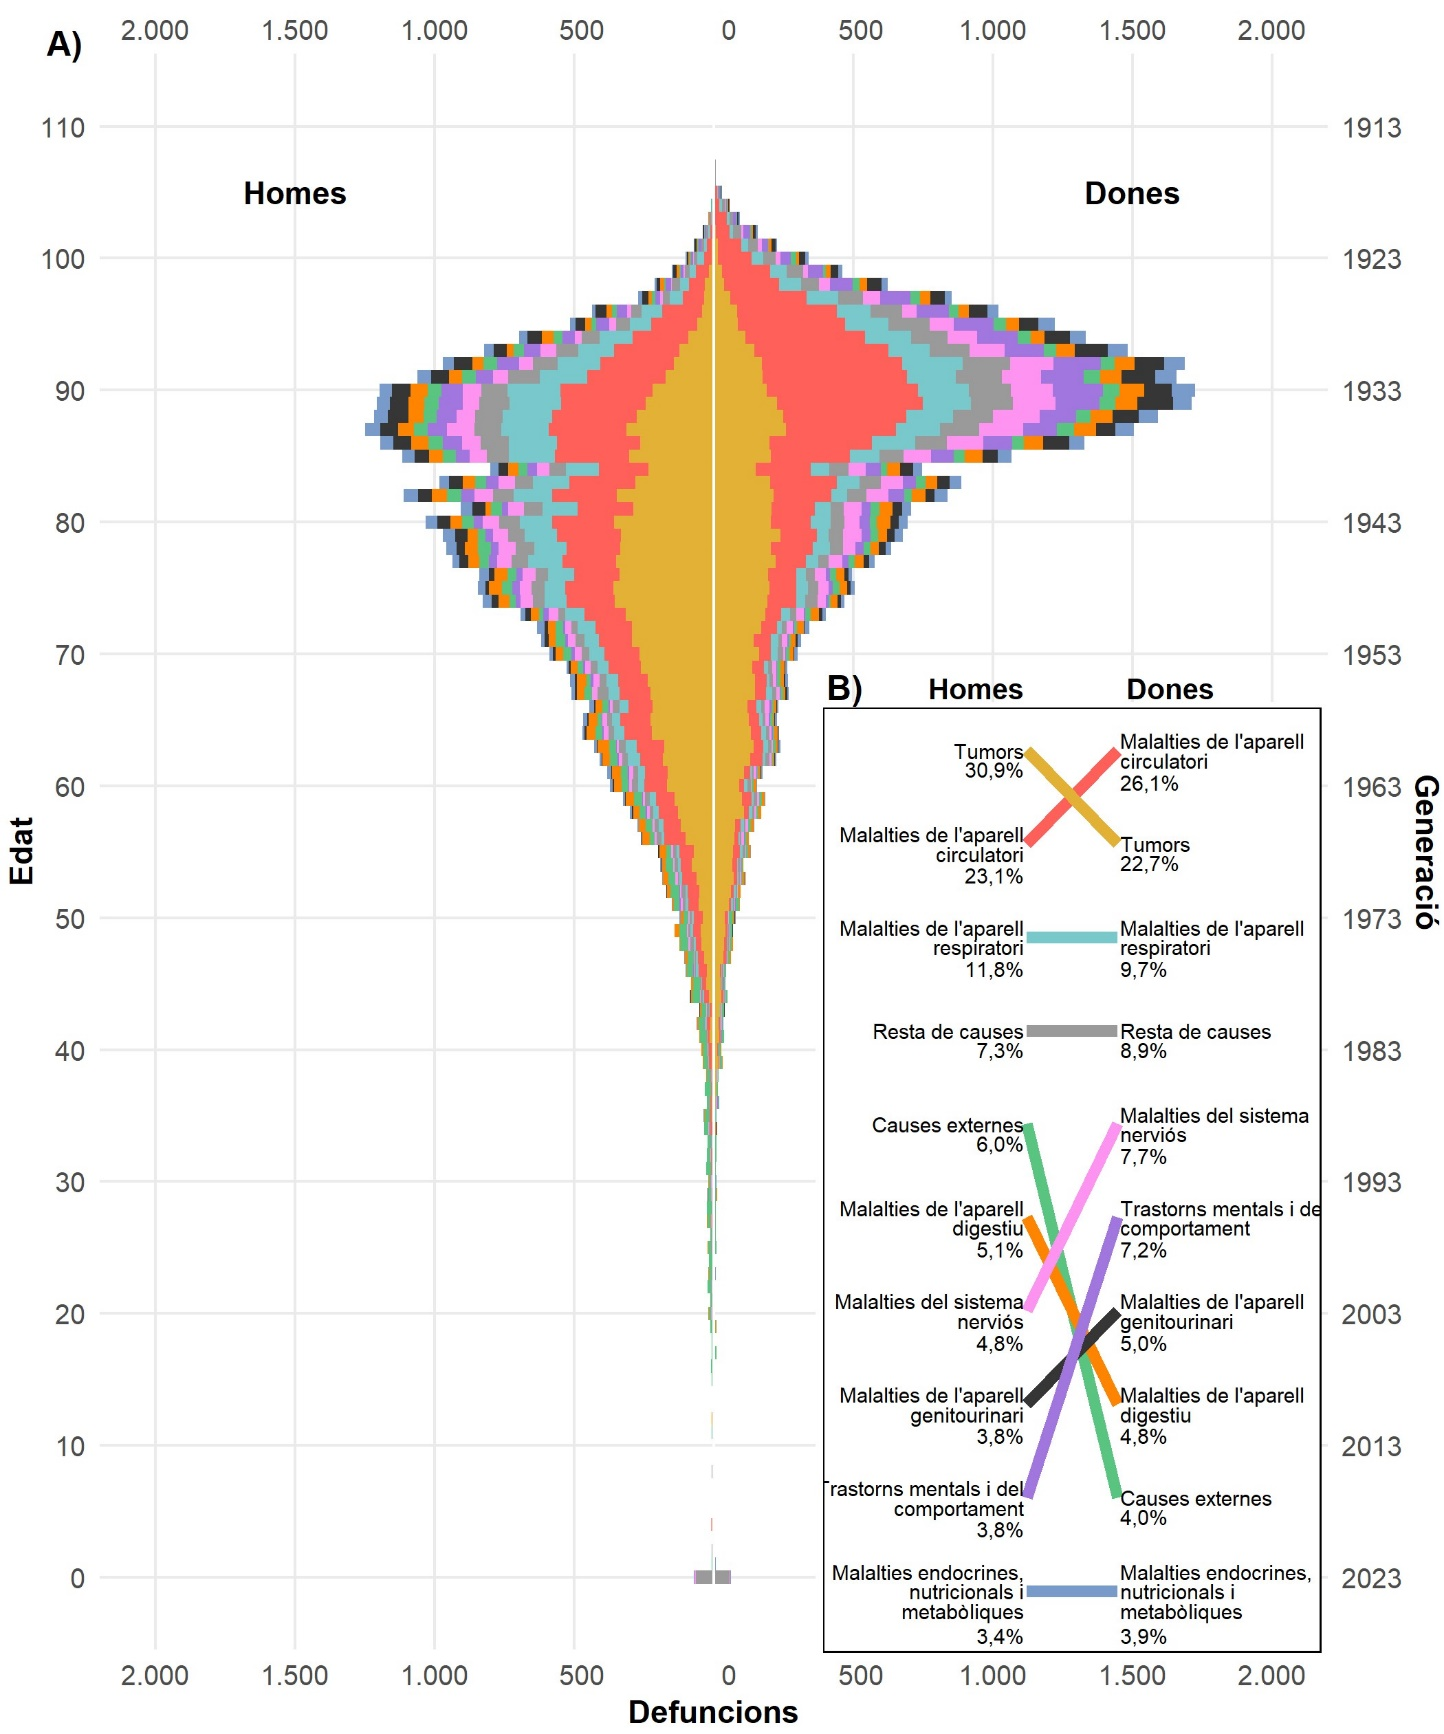 A)
2.000 1.500 1.000 500 0 500 1.000 1.500 2.000
110 1913
Homes Dones
100 1923
90 1933
80 1943
70 1953
60 1963
50 1973
40 1983
30 1993
20 2003
10 2013
0 2023
Edat
Generació
2.000 1.500 1.000 500 0 500 1.000 1.500 2.000
Defuncions
B)
Homes Dones
Tumors
30,9%
Malalties de l'aparell
circulatori
26,1%
Malalties de l'aparell
circulatori
23,1%
Tumors
22,7%
Malalties de l'aparell
respiratori
11,8%
Malalties de l'aparell
respiratori
9,7%
Resta de causes
7,3%
Resta de causes
8,9%
Causes externes
6,0%
Malalties del sistema
nerviós
7,7%
Malalties de l'aparell
digestiu
5,1%
Trastorns mentals i de
comportament
7,2%
Malalties del sistema
nerviós
4,8%
Malalties de l'aparell
genitourinari
5,0%
Malalties de l'aparell
genitourinari
3,8%
Malalties de l'aparell
digestiu
4,8%
Trastorns mentals i del
comportament
3,8%
Causes externes
4,0%
Malalties endocrines,
nutricionals i
metabòliques
3,4%
Malalties endocrines,
nutricionals i
metabòliques
3,9%